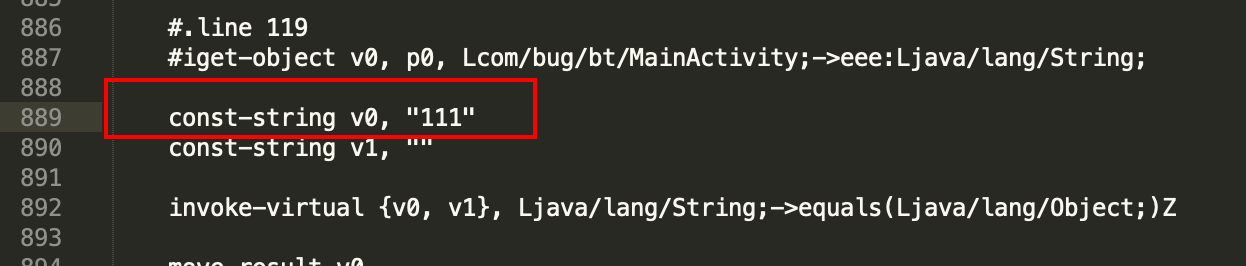 885
886 #.line 119
887 #iget-object v0, p0, Lcom/bug/bt/MainActivity;->eee:Ljava/lang/String;
888
889 const-string v0, "111"
890 const-string v1, ""
891
892 invoke-virtual {v0, v1}, Ljava/lang/String;->equals(Ljava/lang/Object;)Z
893
894 move-result v0